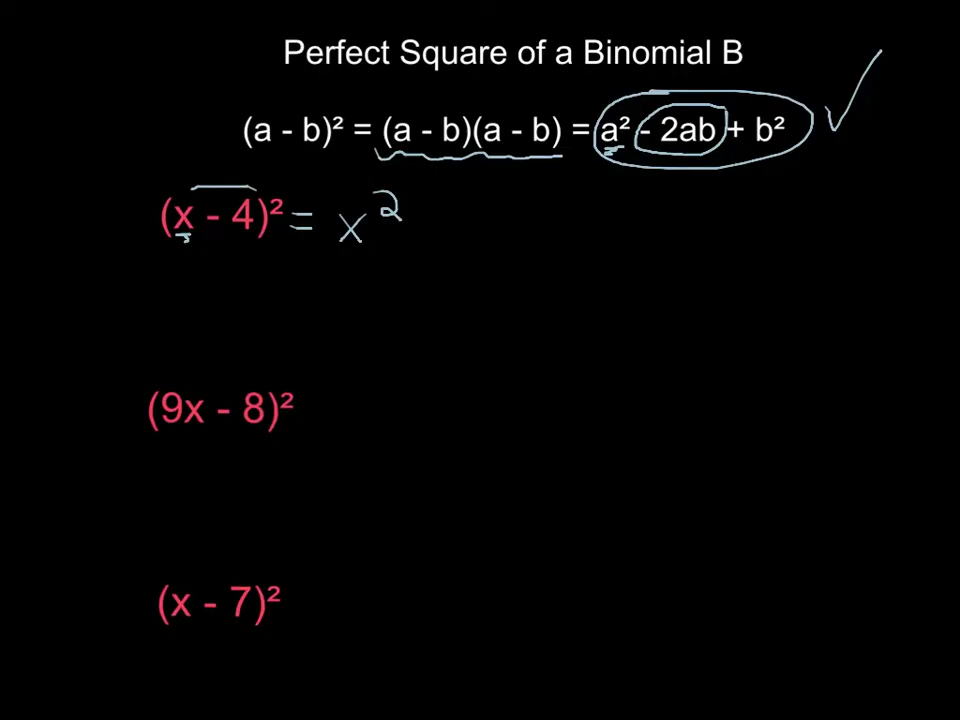 Perfect Square of a Binomial B
(a - b)² = (a - b)(a - b) = a² - 2ab + b²
(x - 4)² = x²
(9x - 8)²
(x - 7)²